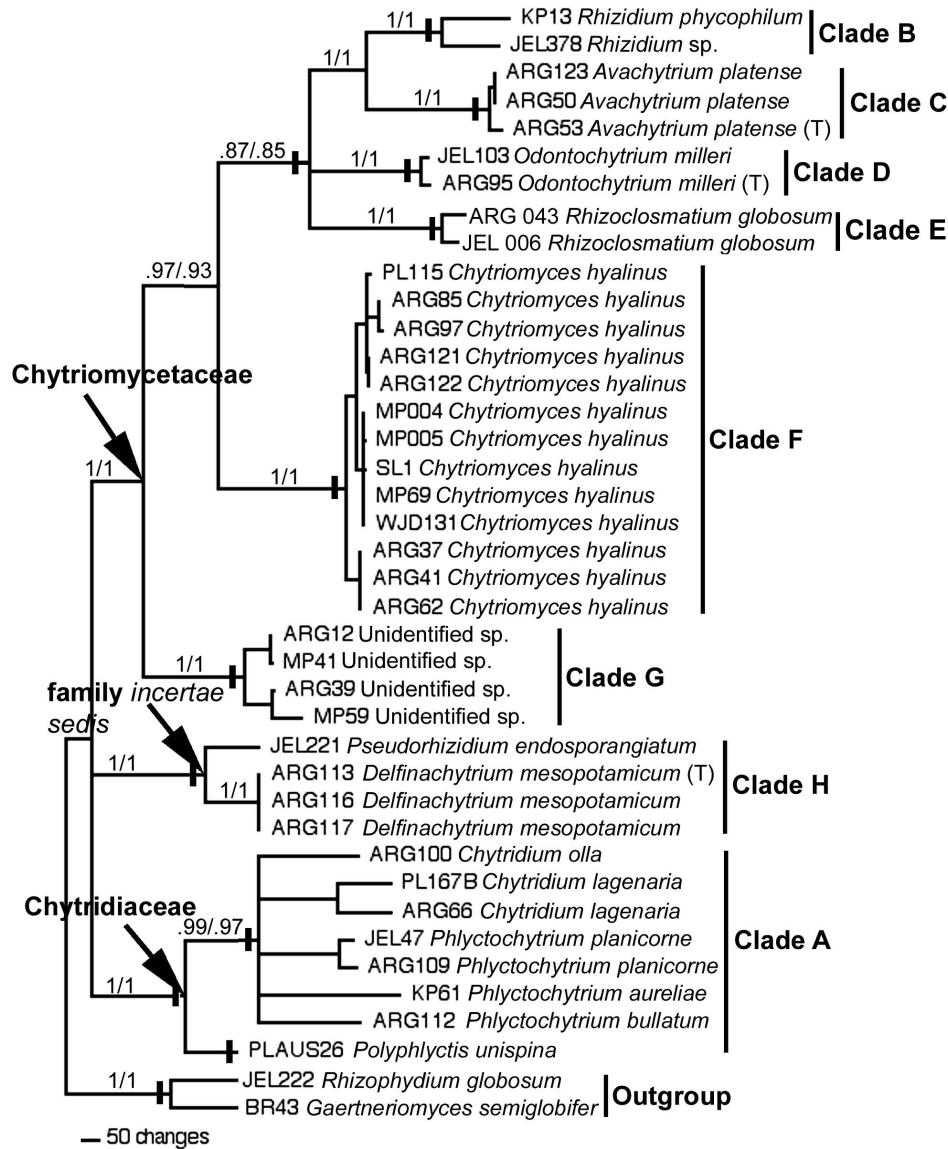 1/1
KP13 Rhizidium phycophilum
JEL378 Rhizidium sp.
Clade B
1/1
1/1
ARG123 Avachytrium platense
ARG50 Avachytrium platense
ARG53 Avachytrium platense (T)
Clade C
.87/.85
1/1
JEL103 Odontochytrium milleri
ARG95 Odontochytrium milleri (T)
Clade D
1/1
ARG 043 Rhizoclosmatium globosum
JEL 006 Rhizoclosmatium globosum
Clade E
.97/.93
PL115 Chytriomyces hyalinus
ARG85 Chytriomyces hyalinus
ARG97 Chytriomyces hyalinus
ARG121 Chytriomyces hyalinus
ARG122 Chytriomyces hyalinus
MP004 Chytriomyces hyalinus
MP005 Chytriomyces hyalinus
SL1 Chytriomyces hyalinus
MP69 Chytriomyces hyalinus
WJD131 Chytriomyces hyalinus
ARG37 Chytriomyces hyalinus
ARG41 Chytriomyces hyalinus
ARG62 Chytriomyces hyalinus
Clade F
Chytriomycetaceae
1/1
1/1
ARG12 Unidentified sp.
MP41 Unidentified sp.
ARG39 Unidentified sp.
MP59 Unidentified sp.
Clade G
1/1
family incertae
sedis
JEL221 Pseudorhizidium endosporangiatum
ARG113 Delfinachytrium mesopotamicum (T)
ARG116 Delfinachytrium mesopotamicum
ARG117 Delfinachytrium mesopotamicum
Clade H
1/1
1/1
ARG100 Chytridium olla
PL167B Chytridium lagenaria
ARG66 Chytridium lagenaria
JEL47 Phlyctochytrium planicorne
ARG109 Phlyctochytrium planicorne
KP61 Phlyctochytrium aureliae
ARG112 Phlyctochytrium bullatum
PLAUS26 Polyphlyctis unispina
Clade A
Chytridiaceae
.99/.97
1/1
JEL222 Rhizophydium globosum
BR43 Gaertneriomyces semiglobifer
Outgroup
1/1
50 changes